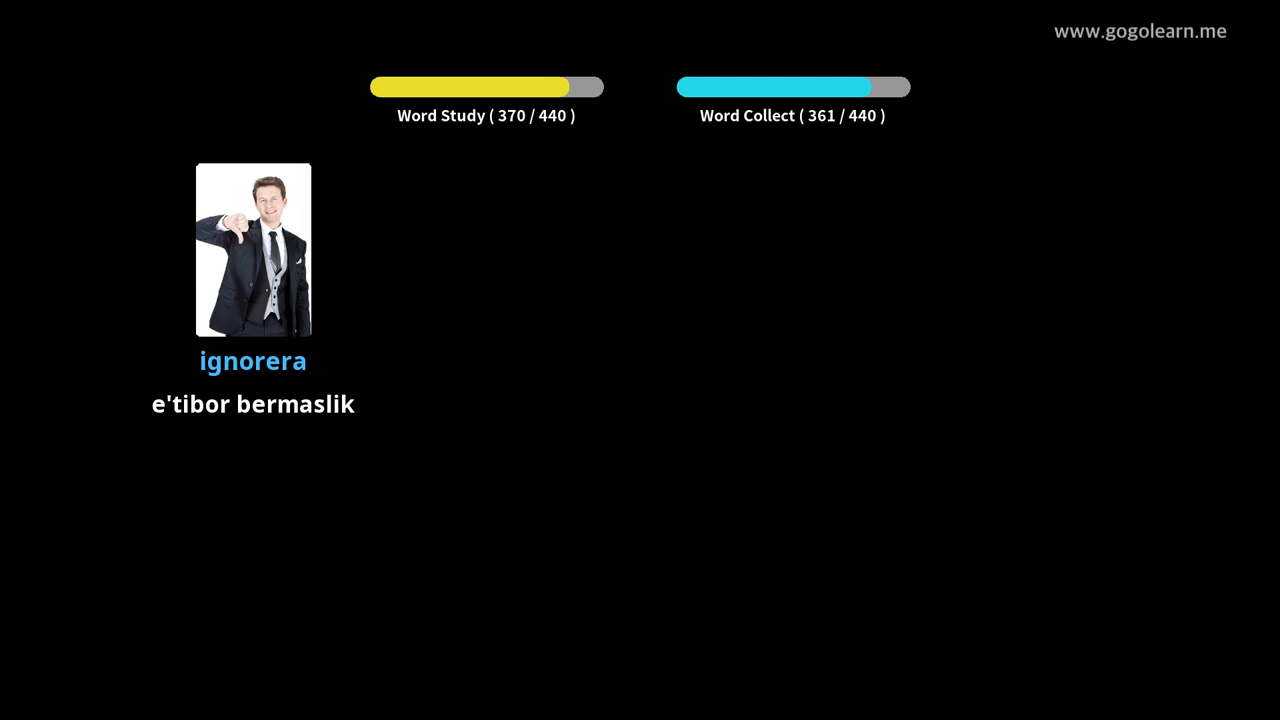 www.gogolearn.me
Word Study ( 370 / 440 )
Word Collect ( 361 / 440 )
ignorera
e'tibor bermaslik